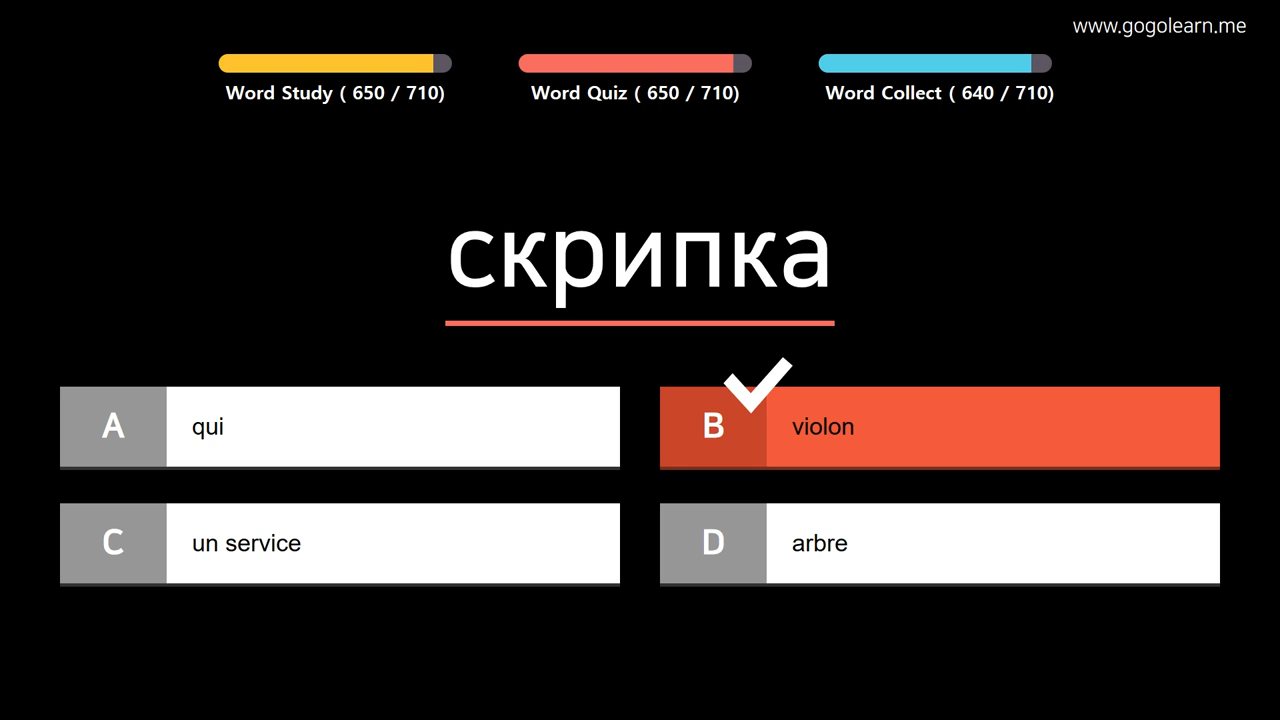 www.gogolearn.me
Word Study ( 650 / 710)
Word Quiz ( 650 / 710)
Word Collect ( 640 / 710)
скрипка
A
qui
B
violon
C
un service
D
arbre